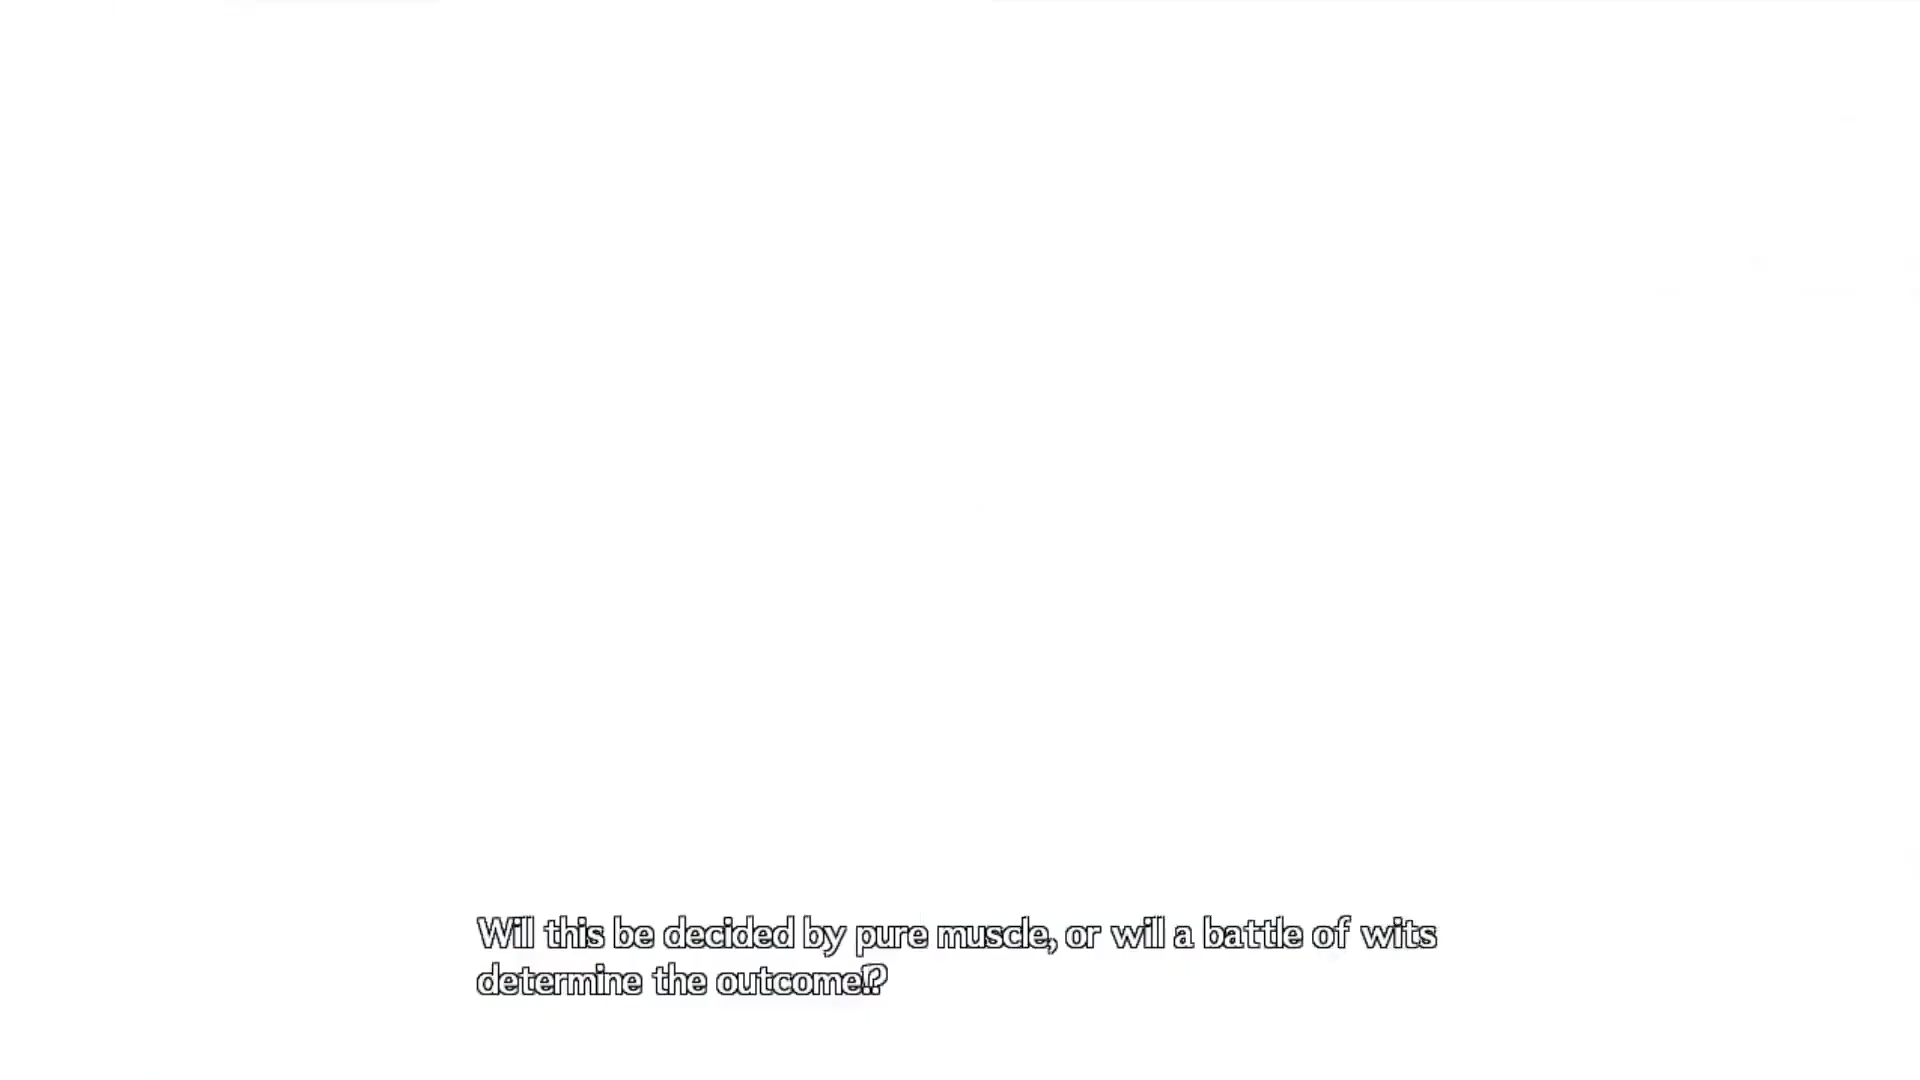 Will this be decided by pure muscle, or will a battle of wits
determine the outcome!?